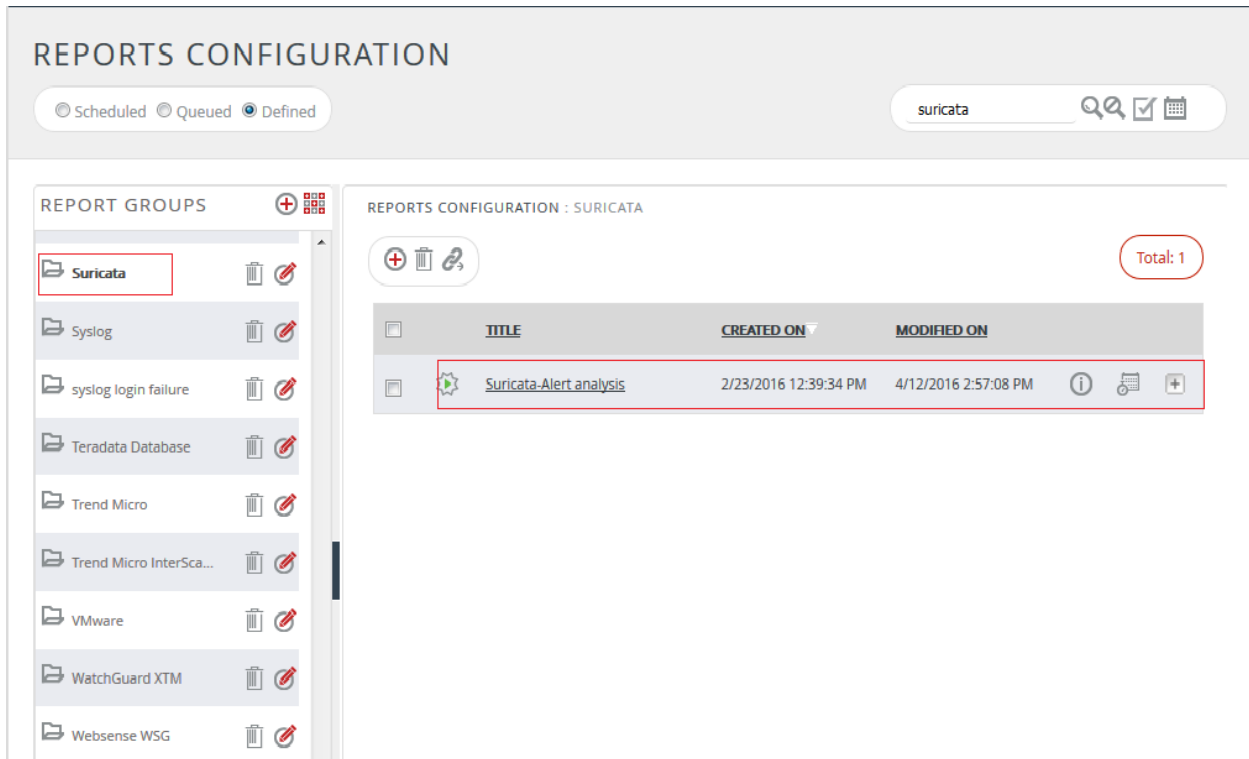 REPORTS CONFIGURATION
Scheduled Queued Defined
suricata
REPORT GROUPS
Suricata
Syslog
syslog login failure
Teradata Database
Trend Micro
Trend Micro InterSca...
VMware
WatchGuard XTM
Websense WSG
REPORTS CONFIGURATION : SURICATA
Total: 1
TITLE CREATED ON MODIFIED ON
Suricata-Alert analysis 2/23/2016 12:39:34 PM 4/12/2016 2:57:08 PM